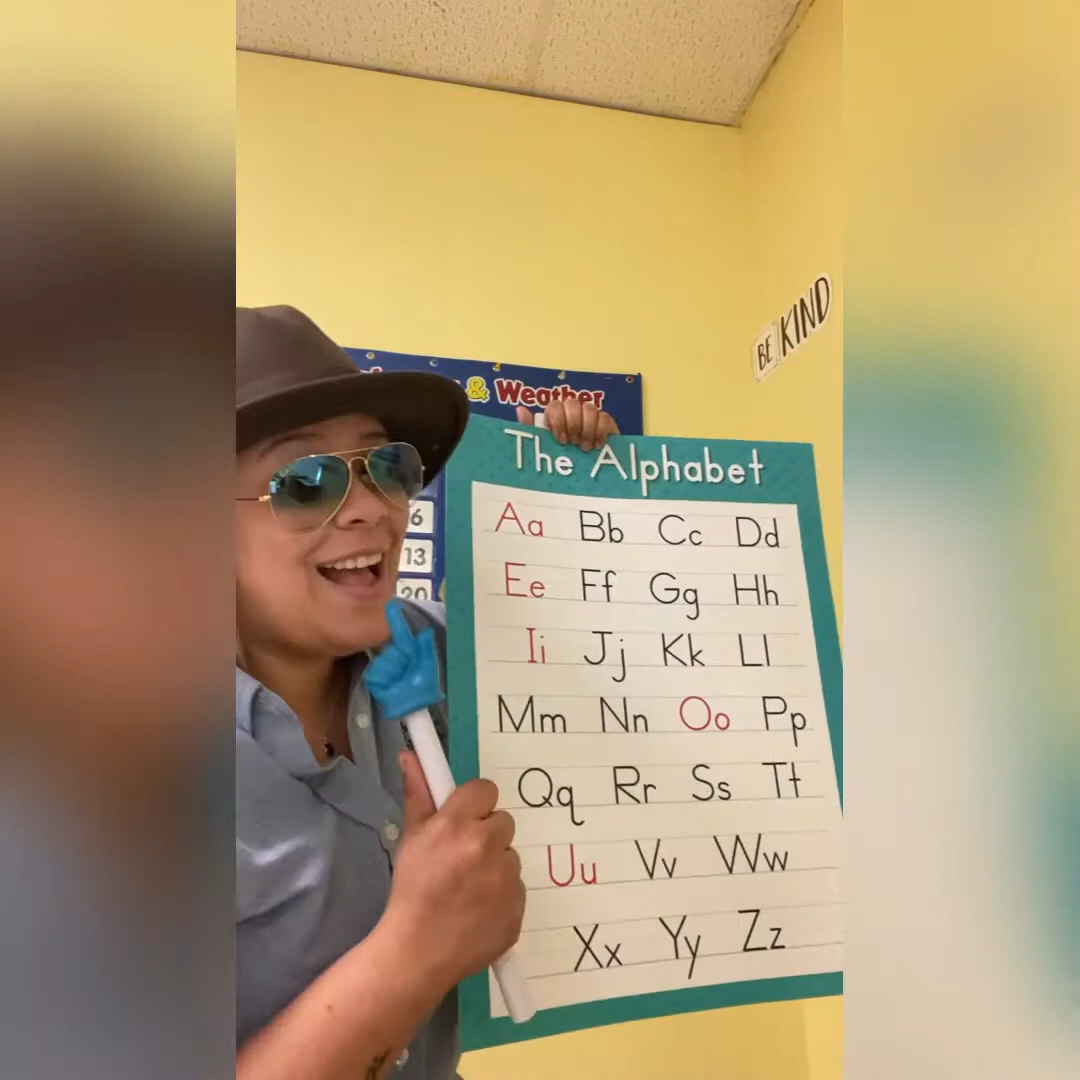 & Weather
BE KIND
The Alphabet
6
13
20
Aa Bb Cc Dd
Ee Ff Gg Hh
Ii Jj Kk Ll
Mm Nn Oo Pp
Qq Rr Ss Tt
Uu Vv Ww
Xx Yy Zz